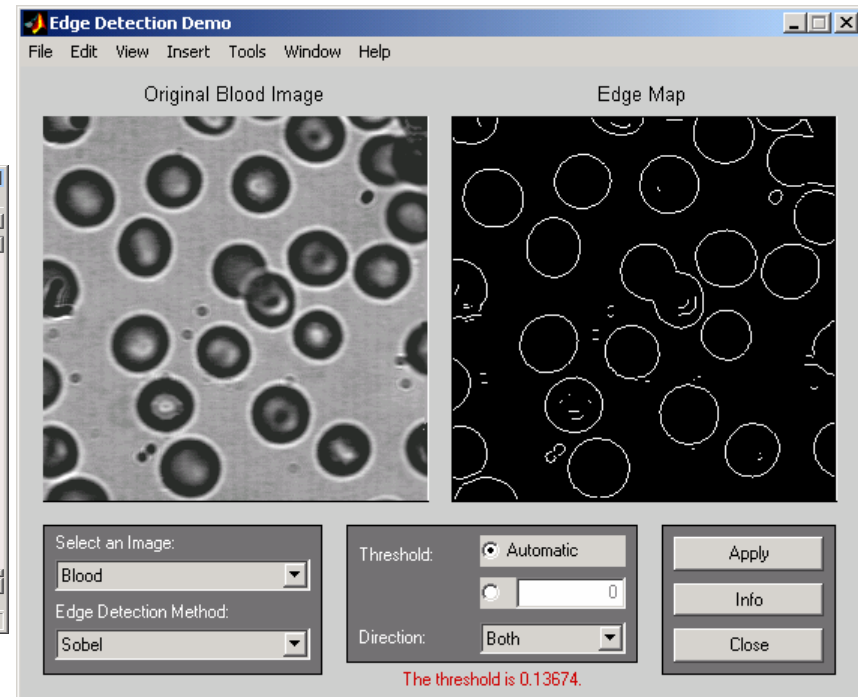 Edge Detection Demo
File Edit View Insert Tools Window Help
Original Blood Image
Edge Map
Select an Image:
Blood
Edge Detection Method:
Sobel
Threshold:
Automatic
0
Direction:
Both
The threshold is 0.13674.
Apply
Info
Close